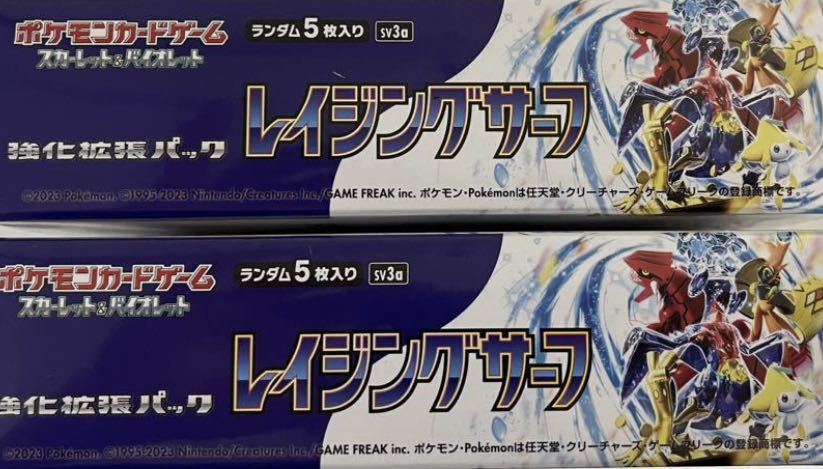 ポケモンカードゲーム
スカーレット&バイオレット
ランダム5枚入り sv3a
レイジングサーフ
強化拡張パック
©2023 Pokémon. ©1995-2023 Nintendo/Creatures Inc./GAME FREAK inc. ポケモン・Pokémonは任天堂・クリーチャーズ・ゲームフリークの登録商標です。
ポケモンカードゲーム
スカーレット&バイオレット
ランダム5枚入り sv3a
レイジングサーフ
強化拡張パック
©2023 Pokémon. ©1995-2023 Nintendo/Creatures Inc./GAME FREAK inc. ポケモン・Pokémonは任天堂・クリーチャーズ・ゲームフリークの登録商標です。